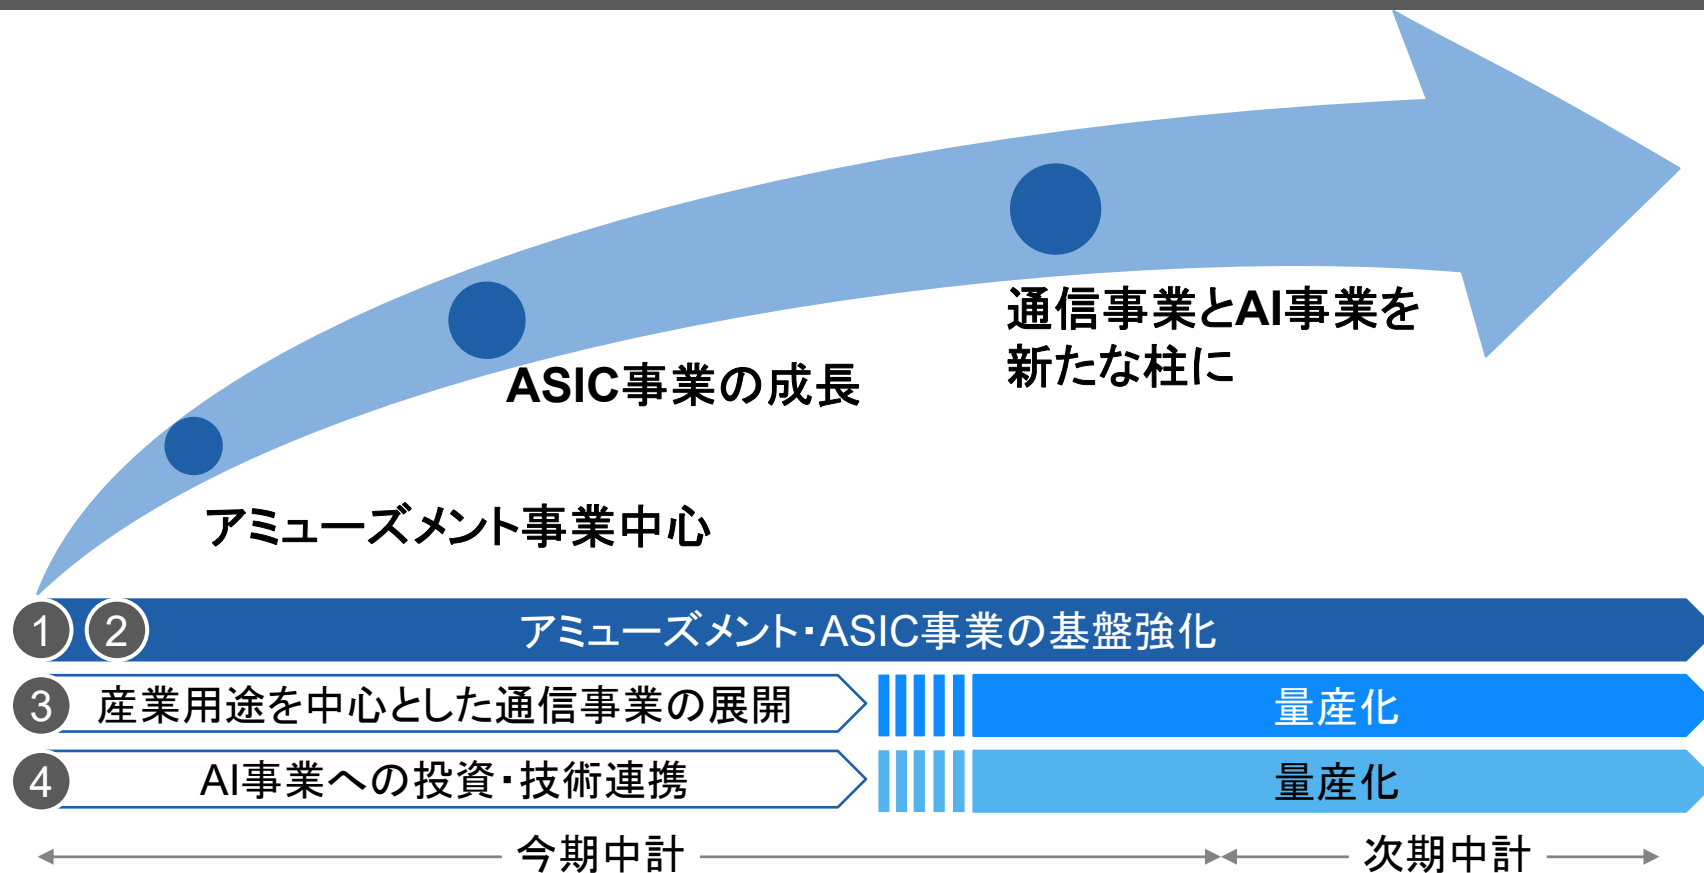 通信事業とAI事業を
新たな柱に
ASIC事業の成長
アミューズメント事業中心
1 2 アミューズメント・ASIC事業の基盤強化
3 産業用途を中心とした通信事業の展開 量産化
4 AI事業への投資・技術連携 量産化
今期中計 次期中計